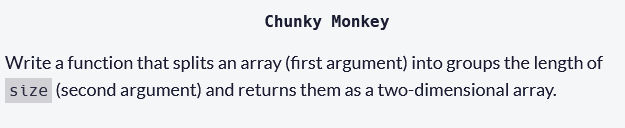 Chunky Monkey
Write a function that splits an array (first argument) into groups the length of
size (second argument) and returns them as a two-dimensional array.